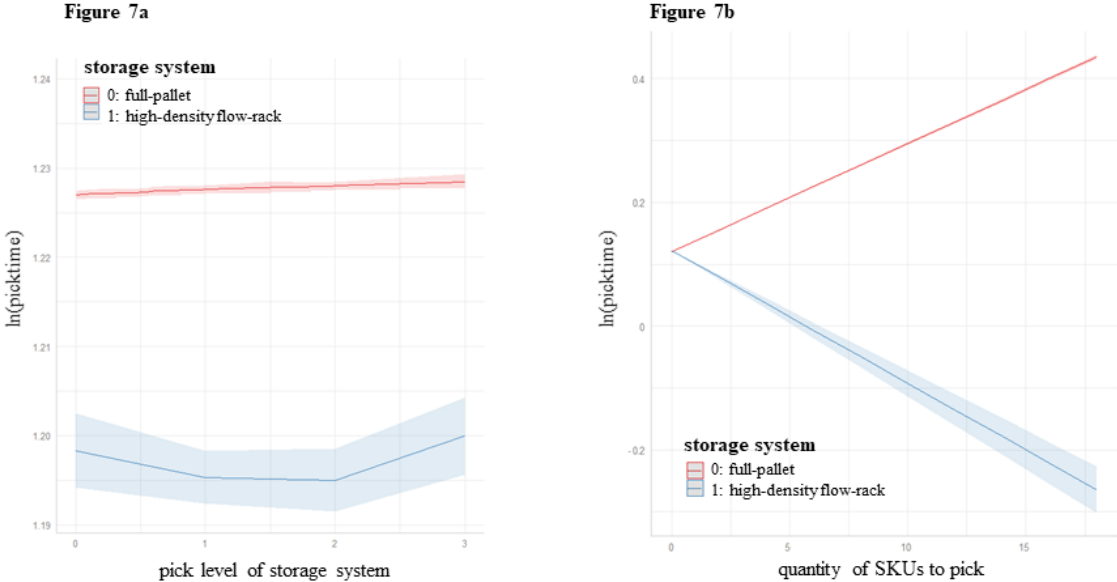 Figure 7a
storage system
0: full-pallet
1: high-density flow-rack
1.24
1.23
1.22
1.21
1.20
1.19
ln(picktime)
0 1 2 3
pick level of storage system
Figure 7b
0.4
0.2
0
-0.2
ln(picktime)
storage system
0: full-pallet
1: high-density flow-rack
0 5 10 15
quantity of SKUs to pick